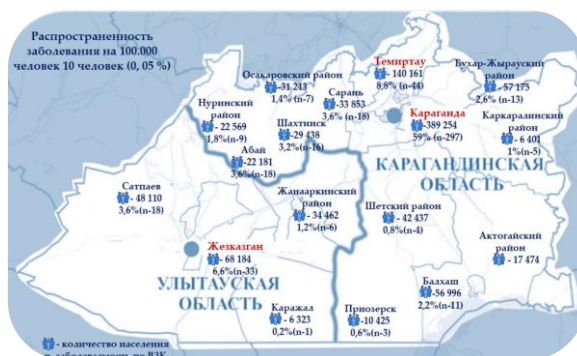 Распространенность
заболевания на 100.000
человек 10 человек (0, 05 %)
Темиртау
- 140 161
8,8% (n-44)
Бухар-Жырауский
район
- 57 175
2,6% (n-13)
Осакаровский район
-31 243
1,4% (n-7)
Сарань
-33 853
3,6% (n-18)
Нуринский
район
- 22 569
1,8%(n-9)
Шахтинск
-29 438
3,2%(n-16)
Караганда
-389 254
59% (n-297)
Каркаралинский
район
- 6 401
1%(n-5)
Абай
-22 181
3,6%(n-18)
КАРАГАНДИНСКАЯ
ОБЛАСТЬ
Сатпаев
- 48 110
3,6%(n-18)
Жанааркинский
район
- 34 462
1,2%(n-6)
Шетский район
- 42 437
0,8%(n-4)
Актогайский
район
- 17 474
Жезказган
- 68 184
6,6%(n-33)
УЛЫТАУСКАЯ
ОБЛАСТЬ
Балхаш
-56 996
2,2%(n-11)
Каражал
- 6 323
0,2%(n-1)
Приозерск
- 10 425
0,6%(n-3)
- количество населения